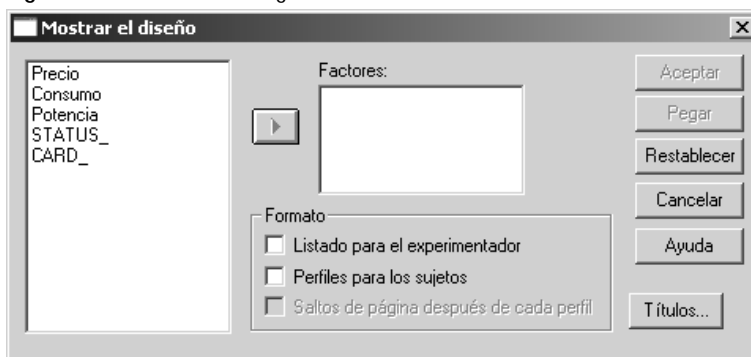 Mostrar el diseño
Precio
Consumo
Potencia
STATUS_
CARD_
Factores:
Formato
Listado para el experimentador
Perfiles para los sujetos
Saltos de página después de cada perfil
Aceptar
Pegar
Restablecer
Cancelar
Ayuda
Títulos...